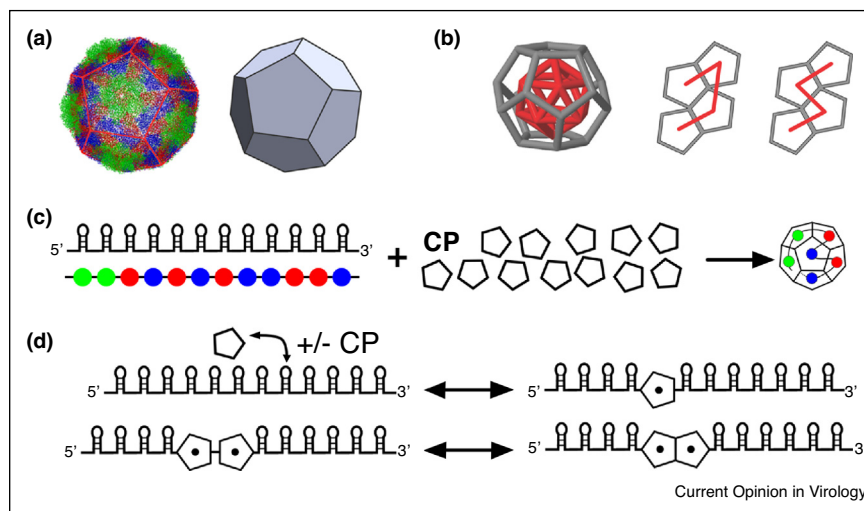 (a)
(b)
(c)
5’ 3’
+ CP
(d)
+/- CP
5’ 3’ 5’ 3’
5’ 3’ 5’ 3’
Current Opinion in Virology